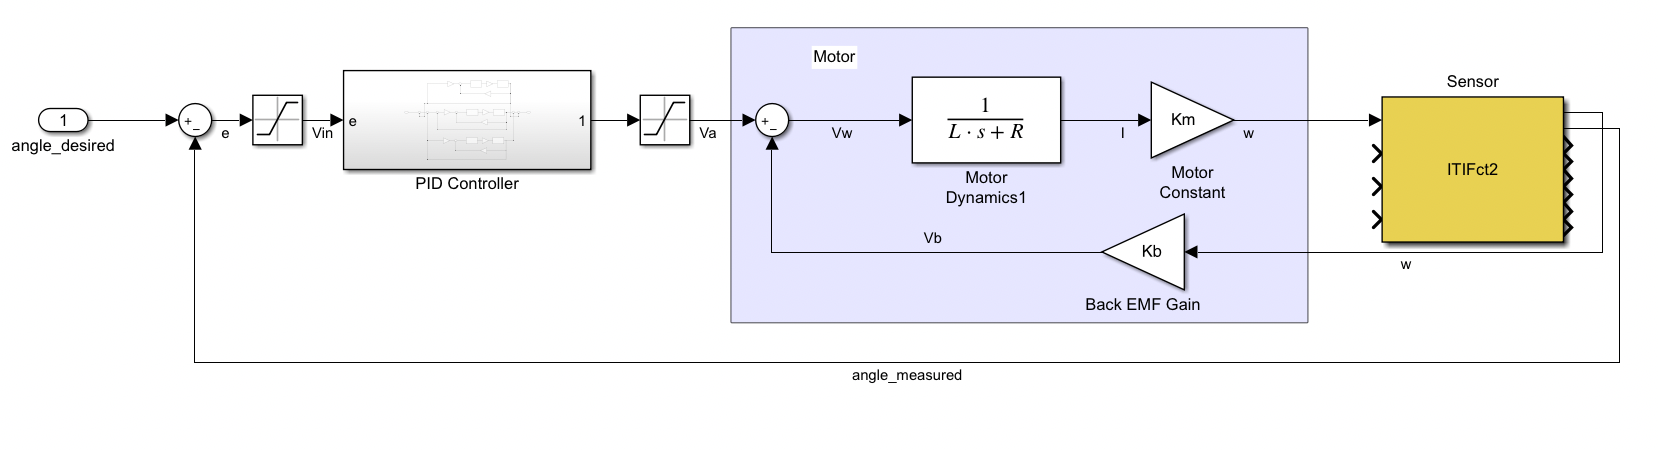 Motor
Sensor
1
+
−
e
Vin
e
1
PID Controller
Va
+
−
Vw
1
L · s + R
Motor
Dynamics1
I
Km
w
Motor
Constant
ITIFct2
angle_desired
Vb
Kb
w
Back EMF Gain
angle_measured